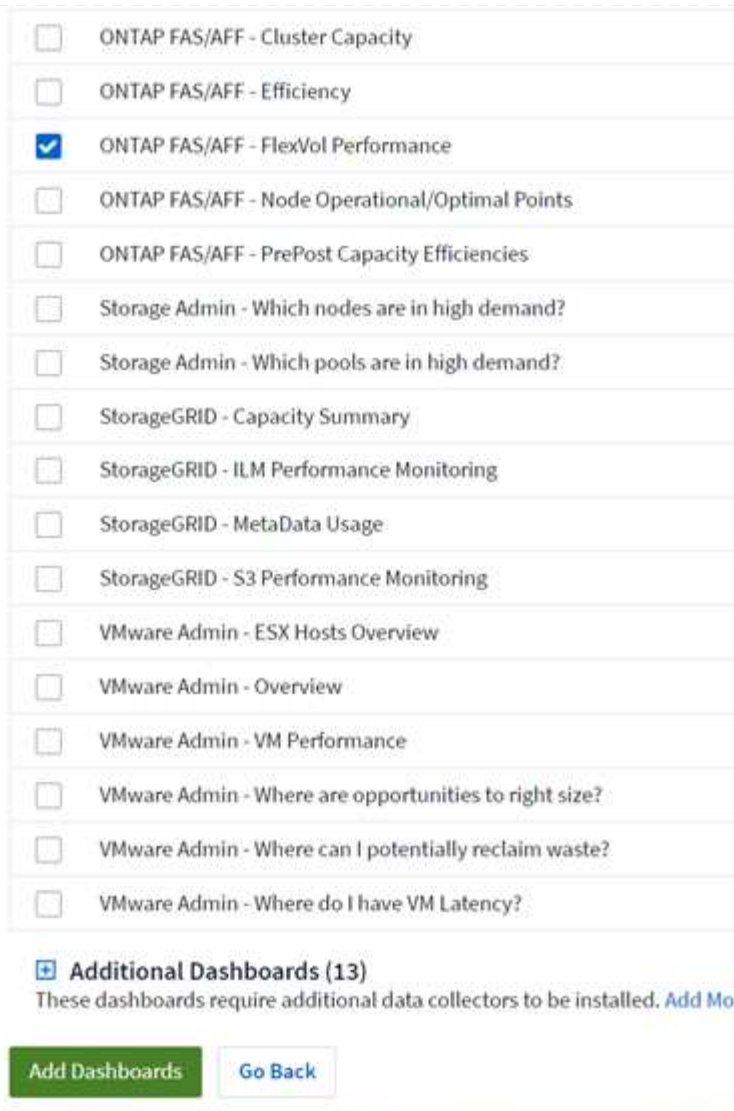 ONTAP FAS/AFF - Cluster Capacity
ONTAP FAS/AFF - Efficiency
ONTAP FAS/AFF - FlexVol Performance
ONTAP FAS/AFF - Node Operational/Optimal Points
ONTAP FAS/AFF - PrePost Capacity Efficiencies
Storage Admin - Which nodes are in high demand?
Storage Admin - Which pools are in high demand?
StorageGRID - Capacity Summary
StorageGRID - ILM Performance Monitoring
StorageGRID - MetaData Usage
StorageGRID - S3 Performance Monitoring
VMware Admin - ESX Hosts Overview
VMware Admin - Overview
VMware Admin - VM Performance
VMware Admin - Where are opportunities to right size?
VMware Admin - Where can I potentially reclaim waste?
VMware Admin - Where do I have VM Latency?
Additional Dashboards (13)
These dashboards require additional data collectors to be installed. Add Mo
Add Dashboards
Go Back